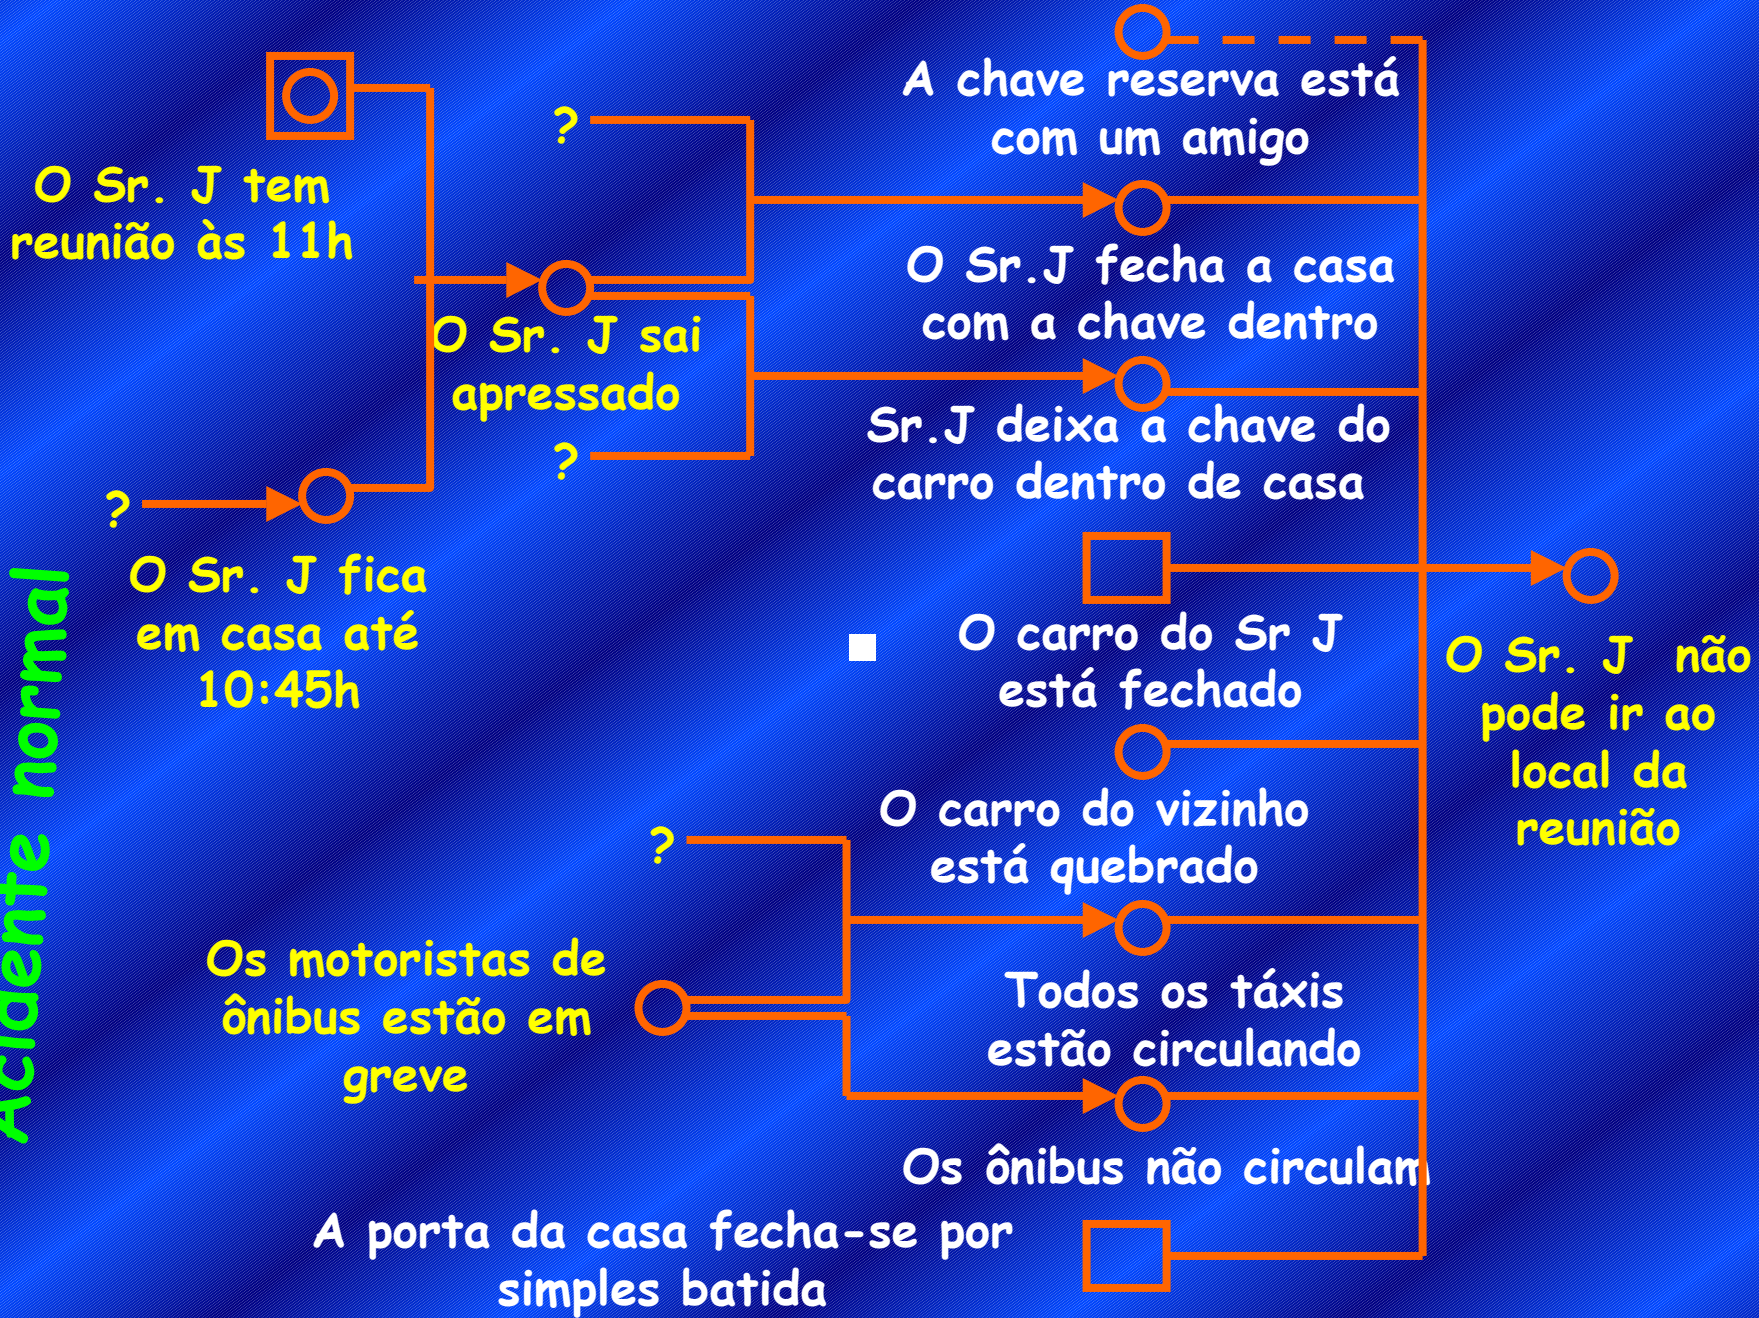 A chave reserva está
com um amigo
?
O Sr. J tem
reunião às 11h
O Sr.J fecha a casa
com a chave dentro
O Sr. J sai
apressado
Sr.J deixa a chave do
carro dentro de casa
?
?
O Sr. J fica
em casa até
10:45h
O carro do Sr J
está fechado
O Sr. J não
pode ir ao
local da
reunião
O carro do vizinho
está quebrado
?
Os motoristas de
ônibus estão em
greve
Todos os táxis
estão circulando
Os ônibus não circulam
A porta da casa fecha-se por
simples batida
Acidente normal